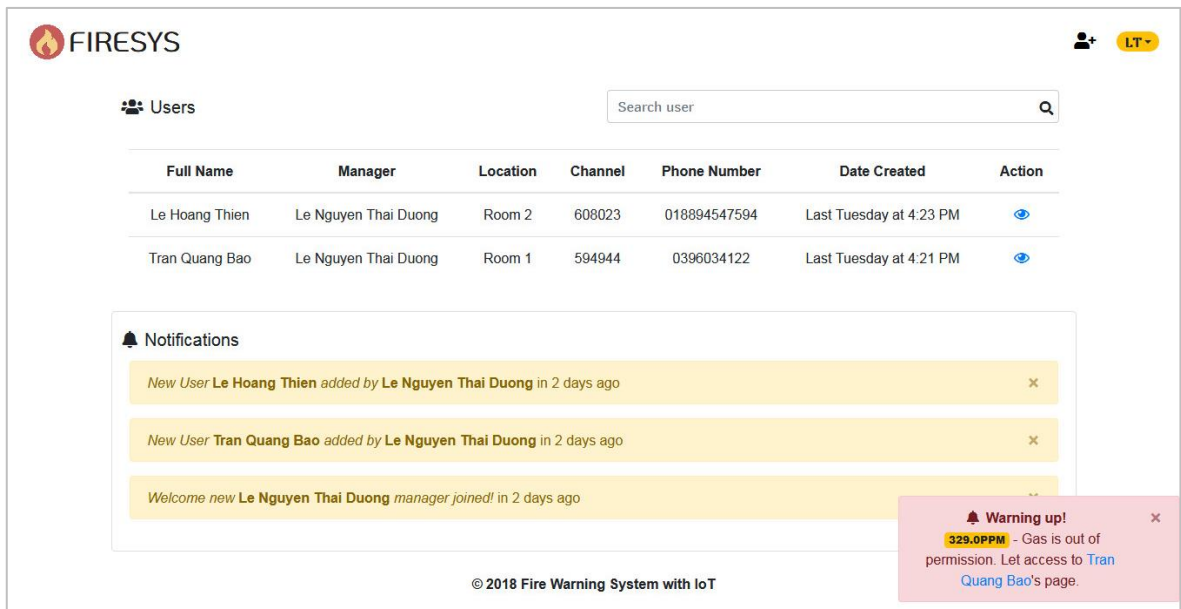 FIRESYS
LT
Users
Search user
Full Name Manager Location Channel Phone Number Date Created Action
Le Hoang Thien Le Nguyen Thai Duong Room 2 608023 018894547594 Last Tuesday at 4:23 PM
Tran Quang Bao Le Nguyen Thai Duong Room 1 594944 0396034122 Last Tuesday at 4:21 PM
Notifications
New User Le Hoang Thien added by Le Nguyen Thai Duong in 2 days ago ×
New User Tran Quang Bao added by Le Nguyen Thai Duong in 2 days ago ×
Welcome new Le Nguyen Thai Duong manager joined! in 2 days ago
Warning up! ×
329.0PPM - Gas is out of
permission. Let access to Tran
Quang Bao's page.
© 2018 Fire Warning System with IoT